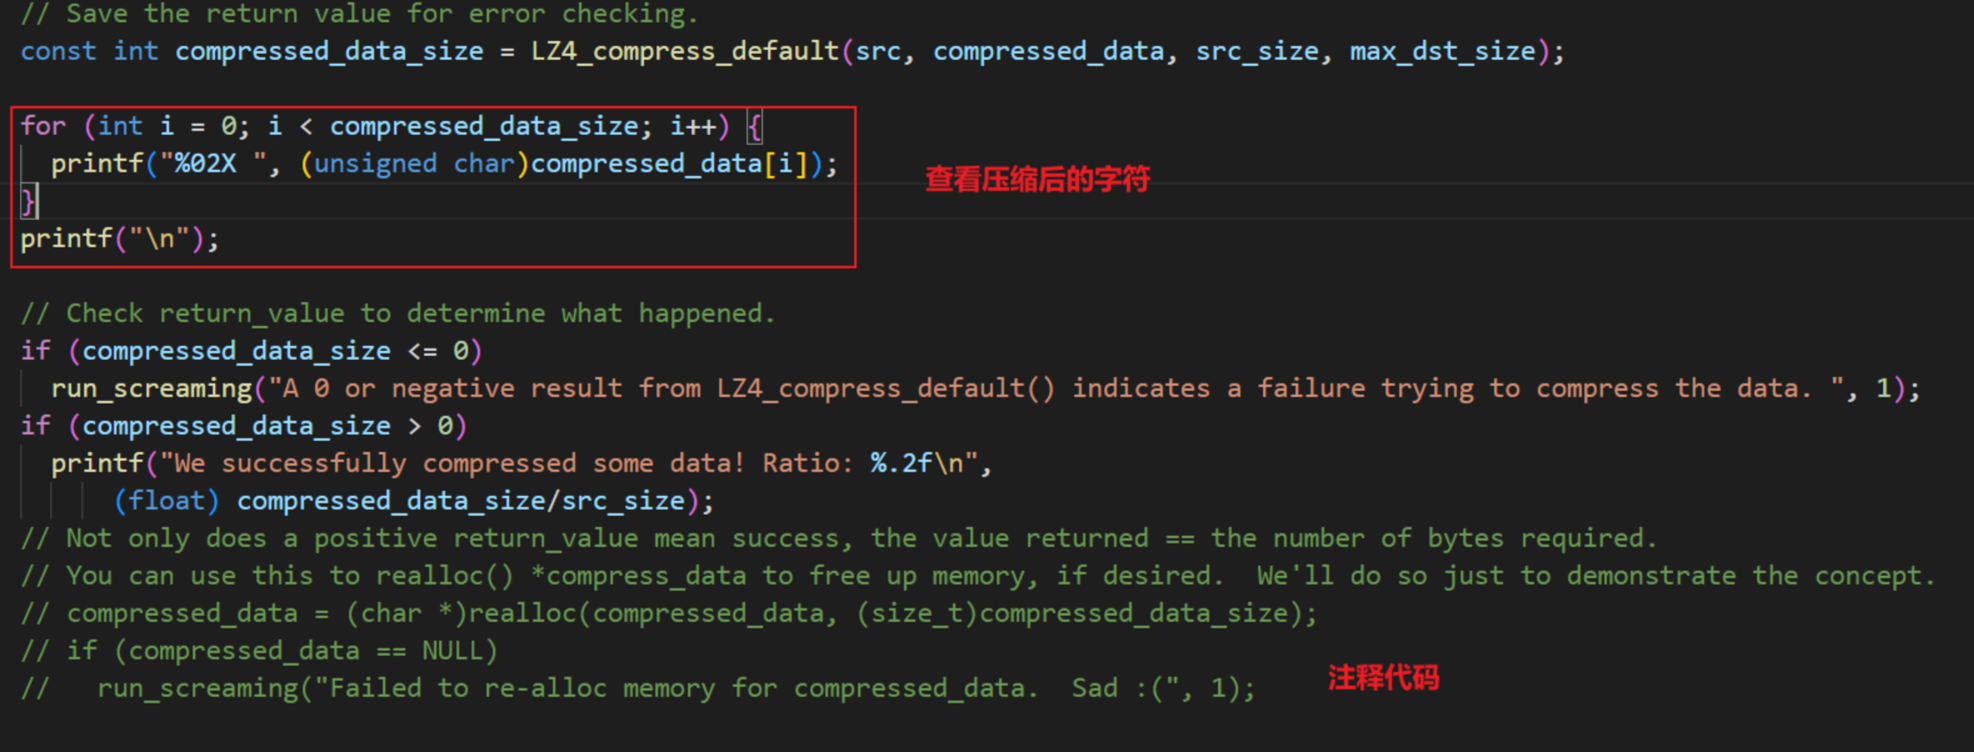 // Save the return value for error checking.
const int compressed_data_size = LZ4_compress_default(src, compressed_data, src_size, max_dst_size);
for (int i = 0; i < compressed_data_size; i++) {
printf("%02X ", (unsigned char)compressed_data[i]);
查看压缩后的字符
}
printf("\n");
// Check return_value to determine what happened.
if (compressed_data_size <= 0)
run_screaming("A 0 or negative result from LZ4_compress_default() indicates a failure trying to compress the data. ", 1);
if (compressed_data_size > 0)
printf("We successfully compressed some data! Ratio: %.2f\n",
(float) compressed_data_size/src_size);
// Not only does a positive return_value mean success, the value returned == the number of bytes required.
// You can use this to realloc() *compress_data to free up memory, if desired.  We'll do so just to demonstrate the concept.
// compressed_data = (char *)realloc(compressed_data, (size_t)compressed_data_size);
// if (compressed_data == NULL)
//   run_screaming("Failed to re-alloc memory for compressed_data.  Sad :(", 1);
注释代码